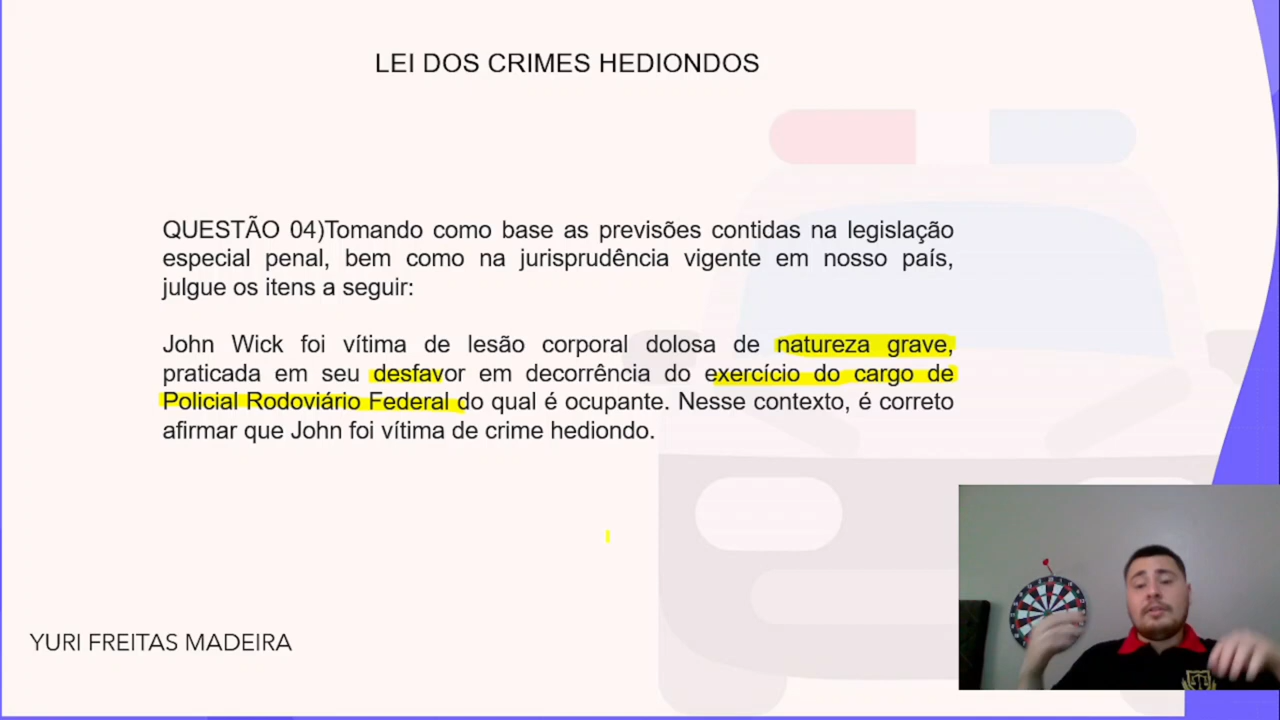 LEI DOS CRIMES HEDIONDOS
QUESTÃO 04)Tomando como base as previsões contidas na legislação
especial penal, bem como na jurisprudência vigente em nosso país,
julgue os itens a seguir:
John Wick foi vítima de lesão corporal dolosa de natureza grave,
praticada em seu desfavor em decorrência do exercício do cargo de
Policial Rodoviário Federal do qual é ocupante. Nesse contexto, é correto
afirmar que John foi vítima de crime hediondo.
YURI FREITAS MADEIRA